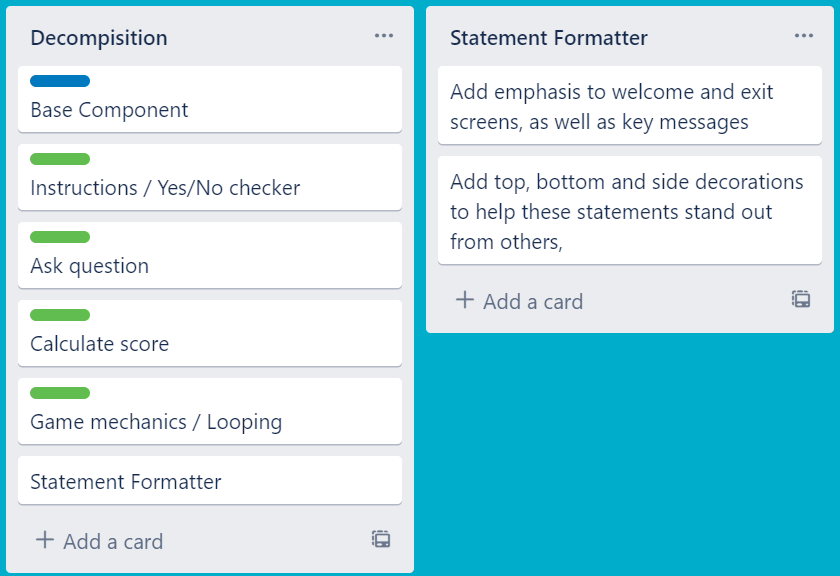 Decompisition
Base Component
Instructions / Yes/No checker
Ask question
Calculate score
Game mechanics / Looping
Statement Formatter
Add a card
Statement Formatter
Add emphasis to welcome and exit
screens, as well as key messages
Add top, bottom and side decorations
to help these statements stand out
from others,
Add a card